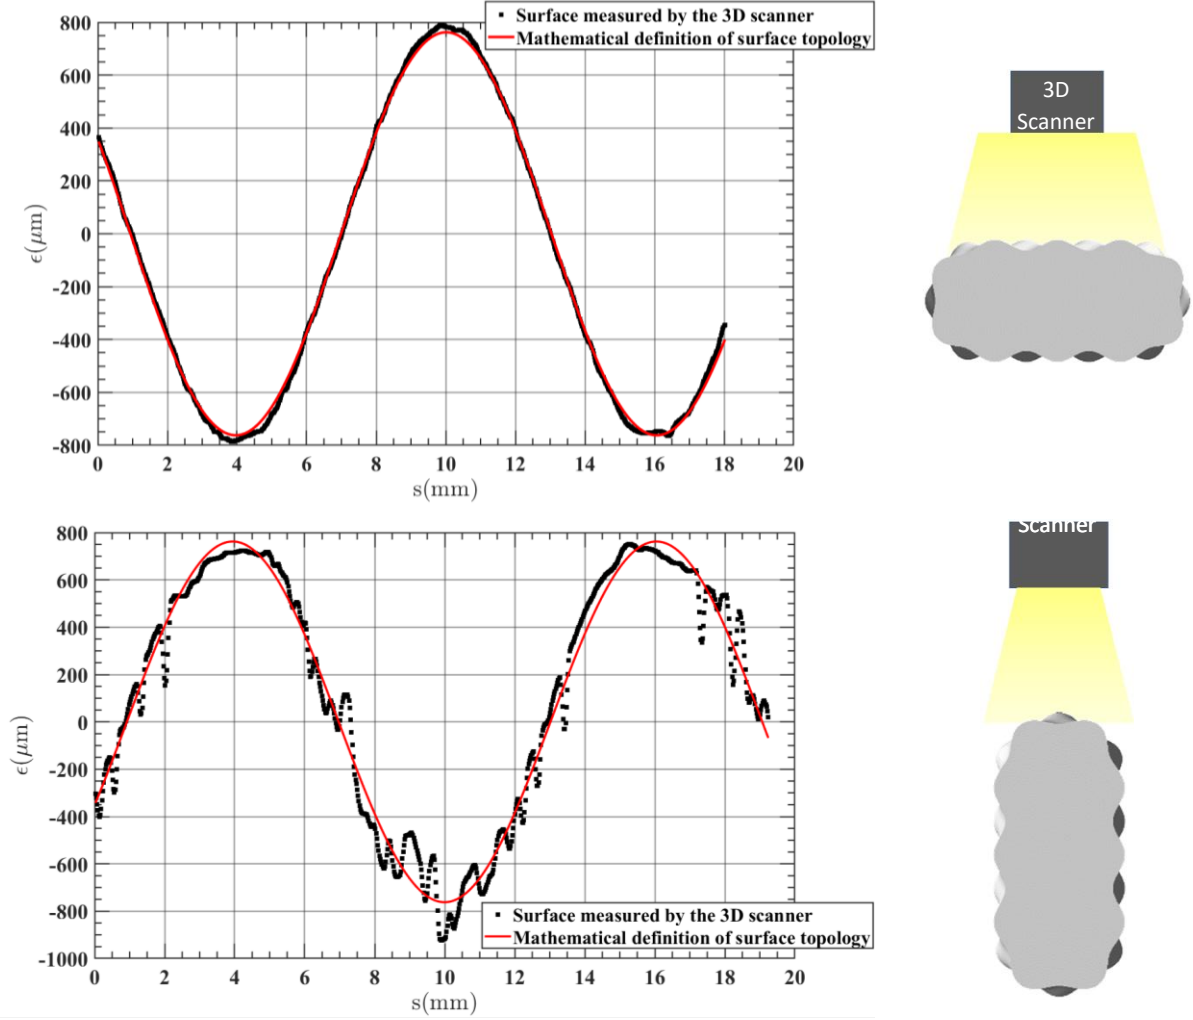 Surface measured by the 3D scanner
Mathematical definition of surface topology
800
600
400
200
0
-200
-400
-600
-800
ϵ(μm)
0 2 4 6 8 10 12 14 16 18 20
s(mm)
3D
Scanner
800
600
400
200
0
-200
-400
-600
-800
-1000
ϵ(μm)
Surface measured by the 3D scanner
Mathematical definition of surface topology
0 2 4 6 8 10 12 14 16 18 20
s(mm)
Scanner